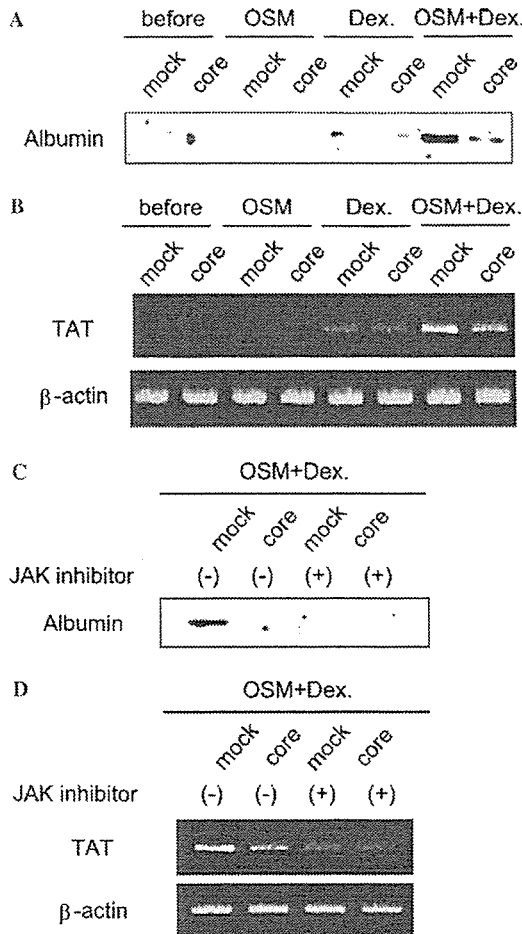 A
before OSM Dex. OSM+Dex.
mock core mock core mock core mock core
Albumin
B
before OSM Dex. OSM+Dex.
mock core mock core mock core mock core
TAT
β-actin
C
OSM+Dex.
mock core mock core
JAK inhibitor (-) (-) (+) (+)
Albumin
D
OSM+Dex.
mock core mock core
JAK inhibitor (-) (-) (+) (+)
TAT
β-actin